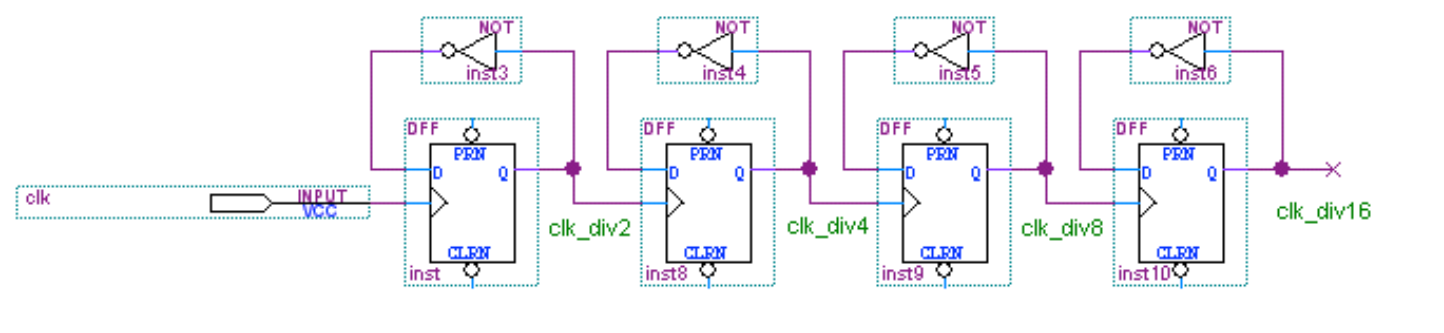 NOT
inst3
NOT
inst4
NOT
inst5
NOT
inst6
DFF
PRN
D Q
CLRN
inst
DFF
PRN
D Q
CLRN
inst8
DFF
PRN
D Q
CLRN
inst9
DFF
PRN
D Q
CLRN
inst10
clk
INPUT
VCC
clk_div2
clk_div4
clk_div8
clk_div16